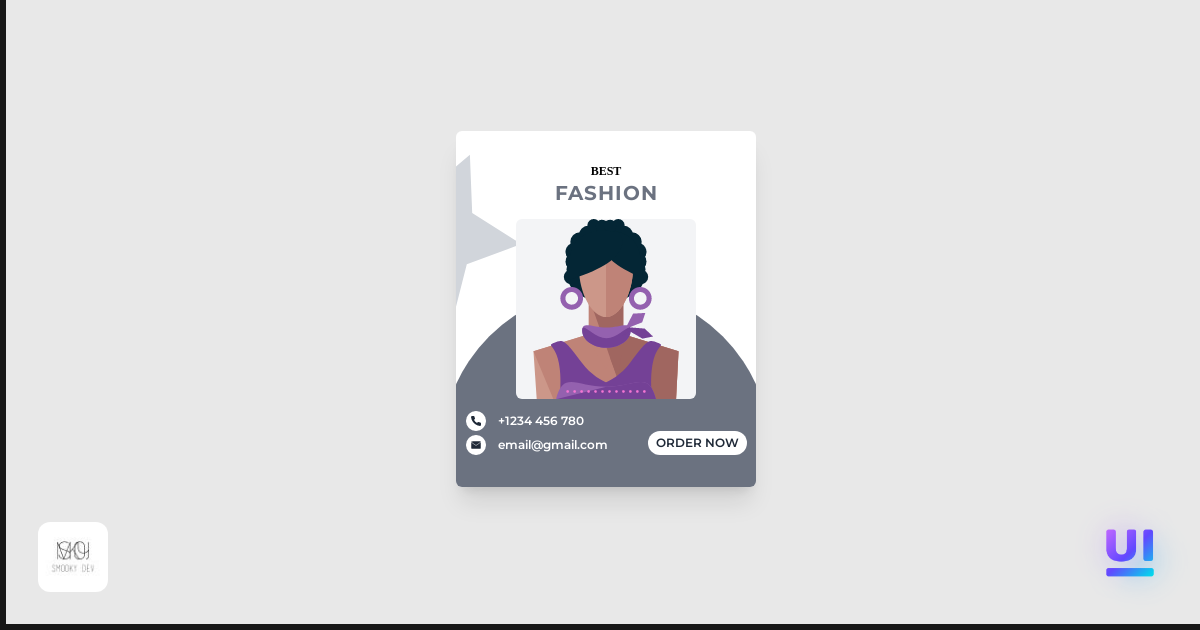 BEST
FASHION
+1234 456 780
email@gmail.com
ORDER NOW
SMOOKY DEV
UI